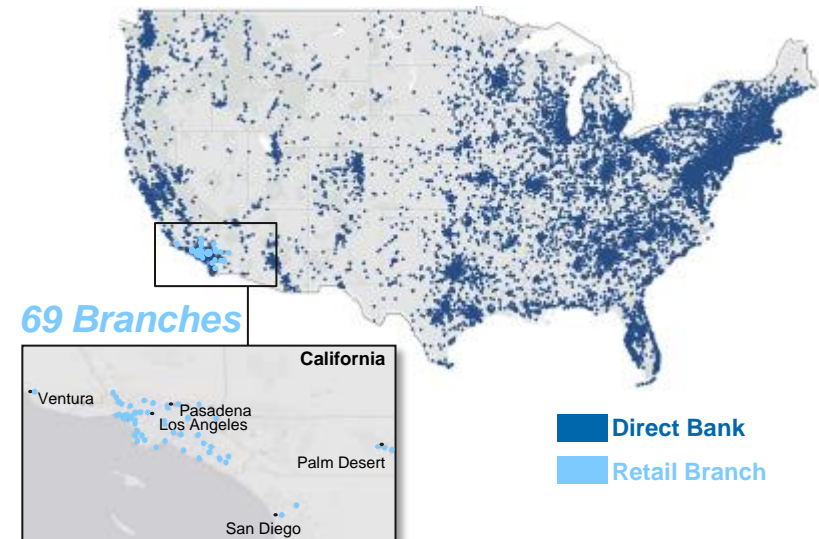 69 Branches
California
Ventura
Pasadena
Los Angeles
Palm Desert
San Diego
Direct Bank
Retail Branch